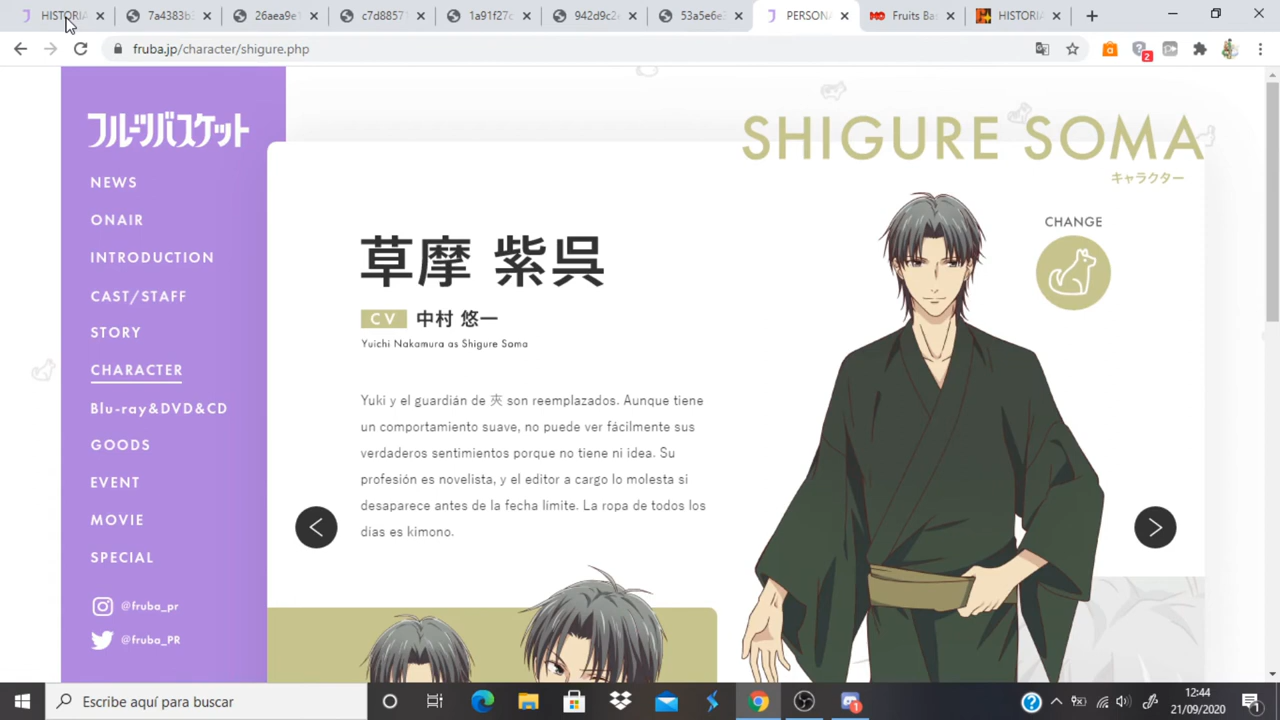 HISTORIA
7a4383b
26aea9e1
c7d88571
1a91f27c
942d9c2e
53a5e6e
PERSONA
Fruits Ba
HISTORIA
fruba.jp/character/shigure.php
2
フルーツバスケット
NEWS
ONAIR
INTRODUCTION
CAST/STAFF
STORY
CHARACTER
Blu-ray&DVD&CD
GOODS
EVENT
MOVIE
SPECIAL
@fruba_pr
@fruba_PR
SHIGURE SOMA
キャラクター
CHANGE
草摩 紫呉
CV 中村 悠一
Yuichi Nakamura as Shigure Soma
Yuki y el guardián de 夾 son reemplazados. Aunque tiene
un comportamiento suave, no puede ver fácilmente sus
verdaderos sentimientos porque no tiene ni idea. Su
profesión es novelista, y el editor a cargo lo molesta si
desaparece antes de la fecha límite. La ropa de todos los
días es kimono.
Escribe aquí para buscar
1
12:44
21/09/2020
1